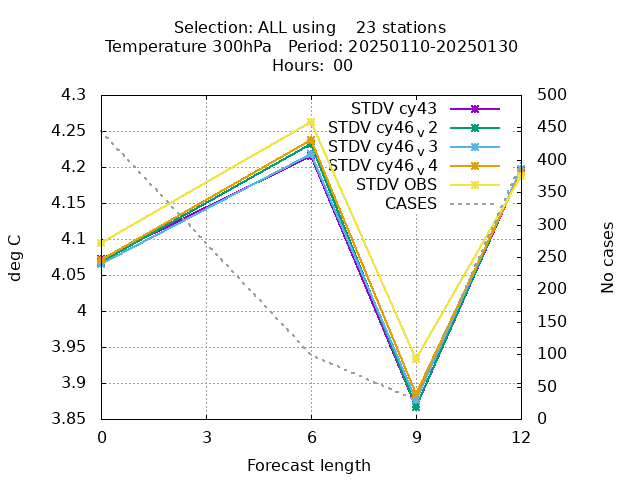 Selection: ALL using    23 stations
Temperature 300hPa   Period: 20250110-20250130
Hours:  00
4.3
4.25
4.2
4.15
4.1
4.05
4
3.95
3.9
3.85
deg C
STDV cy43
STDV cy46_v2
STDV cy46_v3
STDV cy46_v4
STDV OBS
CASES
500
450
400
350
300
250
200
150
100
50
0
No cases
0 3 6 9 12
Forecast length